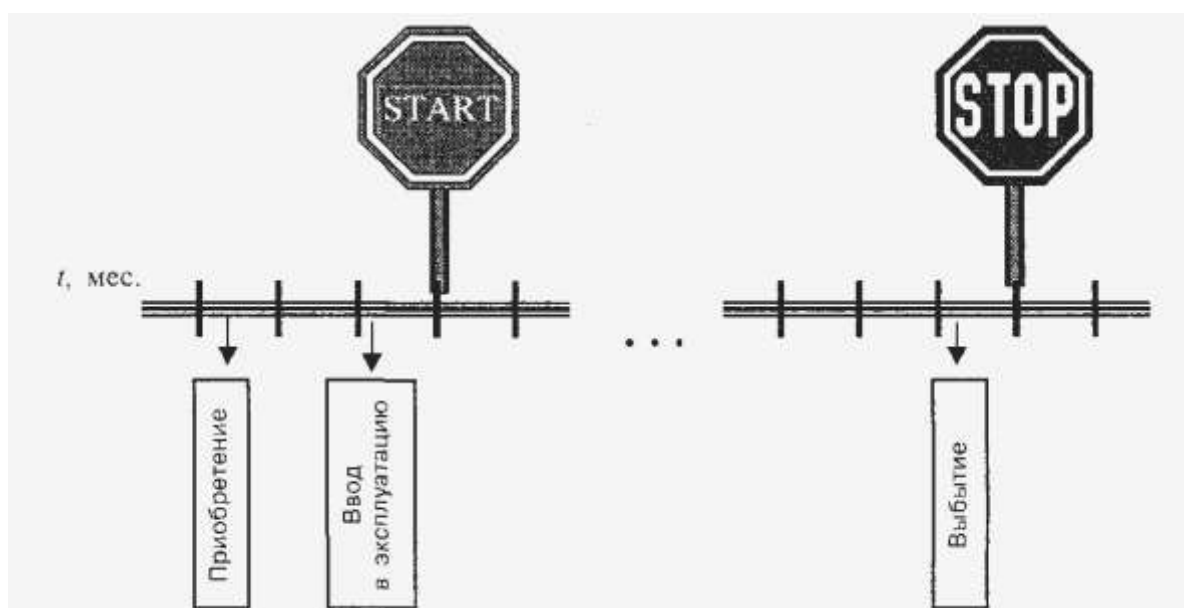 START
STOP
t, мес.
...
Приобретение
Ввод
в эксплуатацию
Выбытие